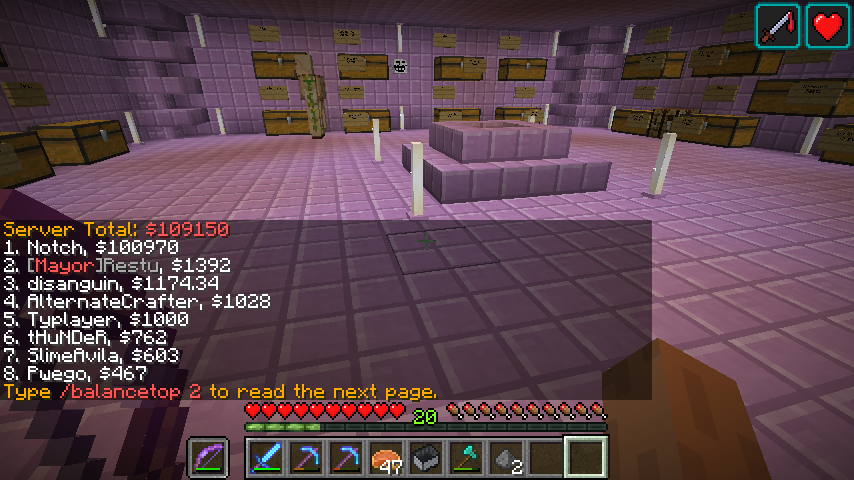 Server Total: $109150
1. Notch, $100970
2. [Mayor]Restu, $1392
3. disanguin, $1174.34
4. AlternateCrafter, $1028
5. Typlayer, $1000
6. tHuNDeR, $762
7. SlimeAvila, $603
8. Pwego, $467
Type /balancetop 2 to read the next page.
20
47
2